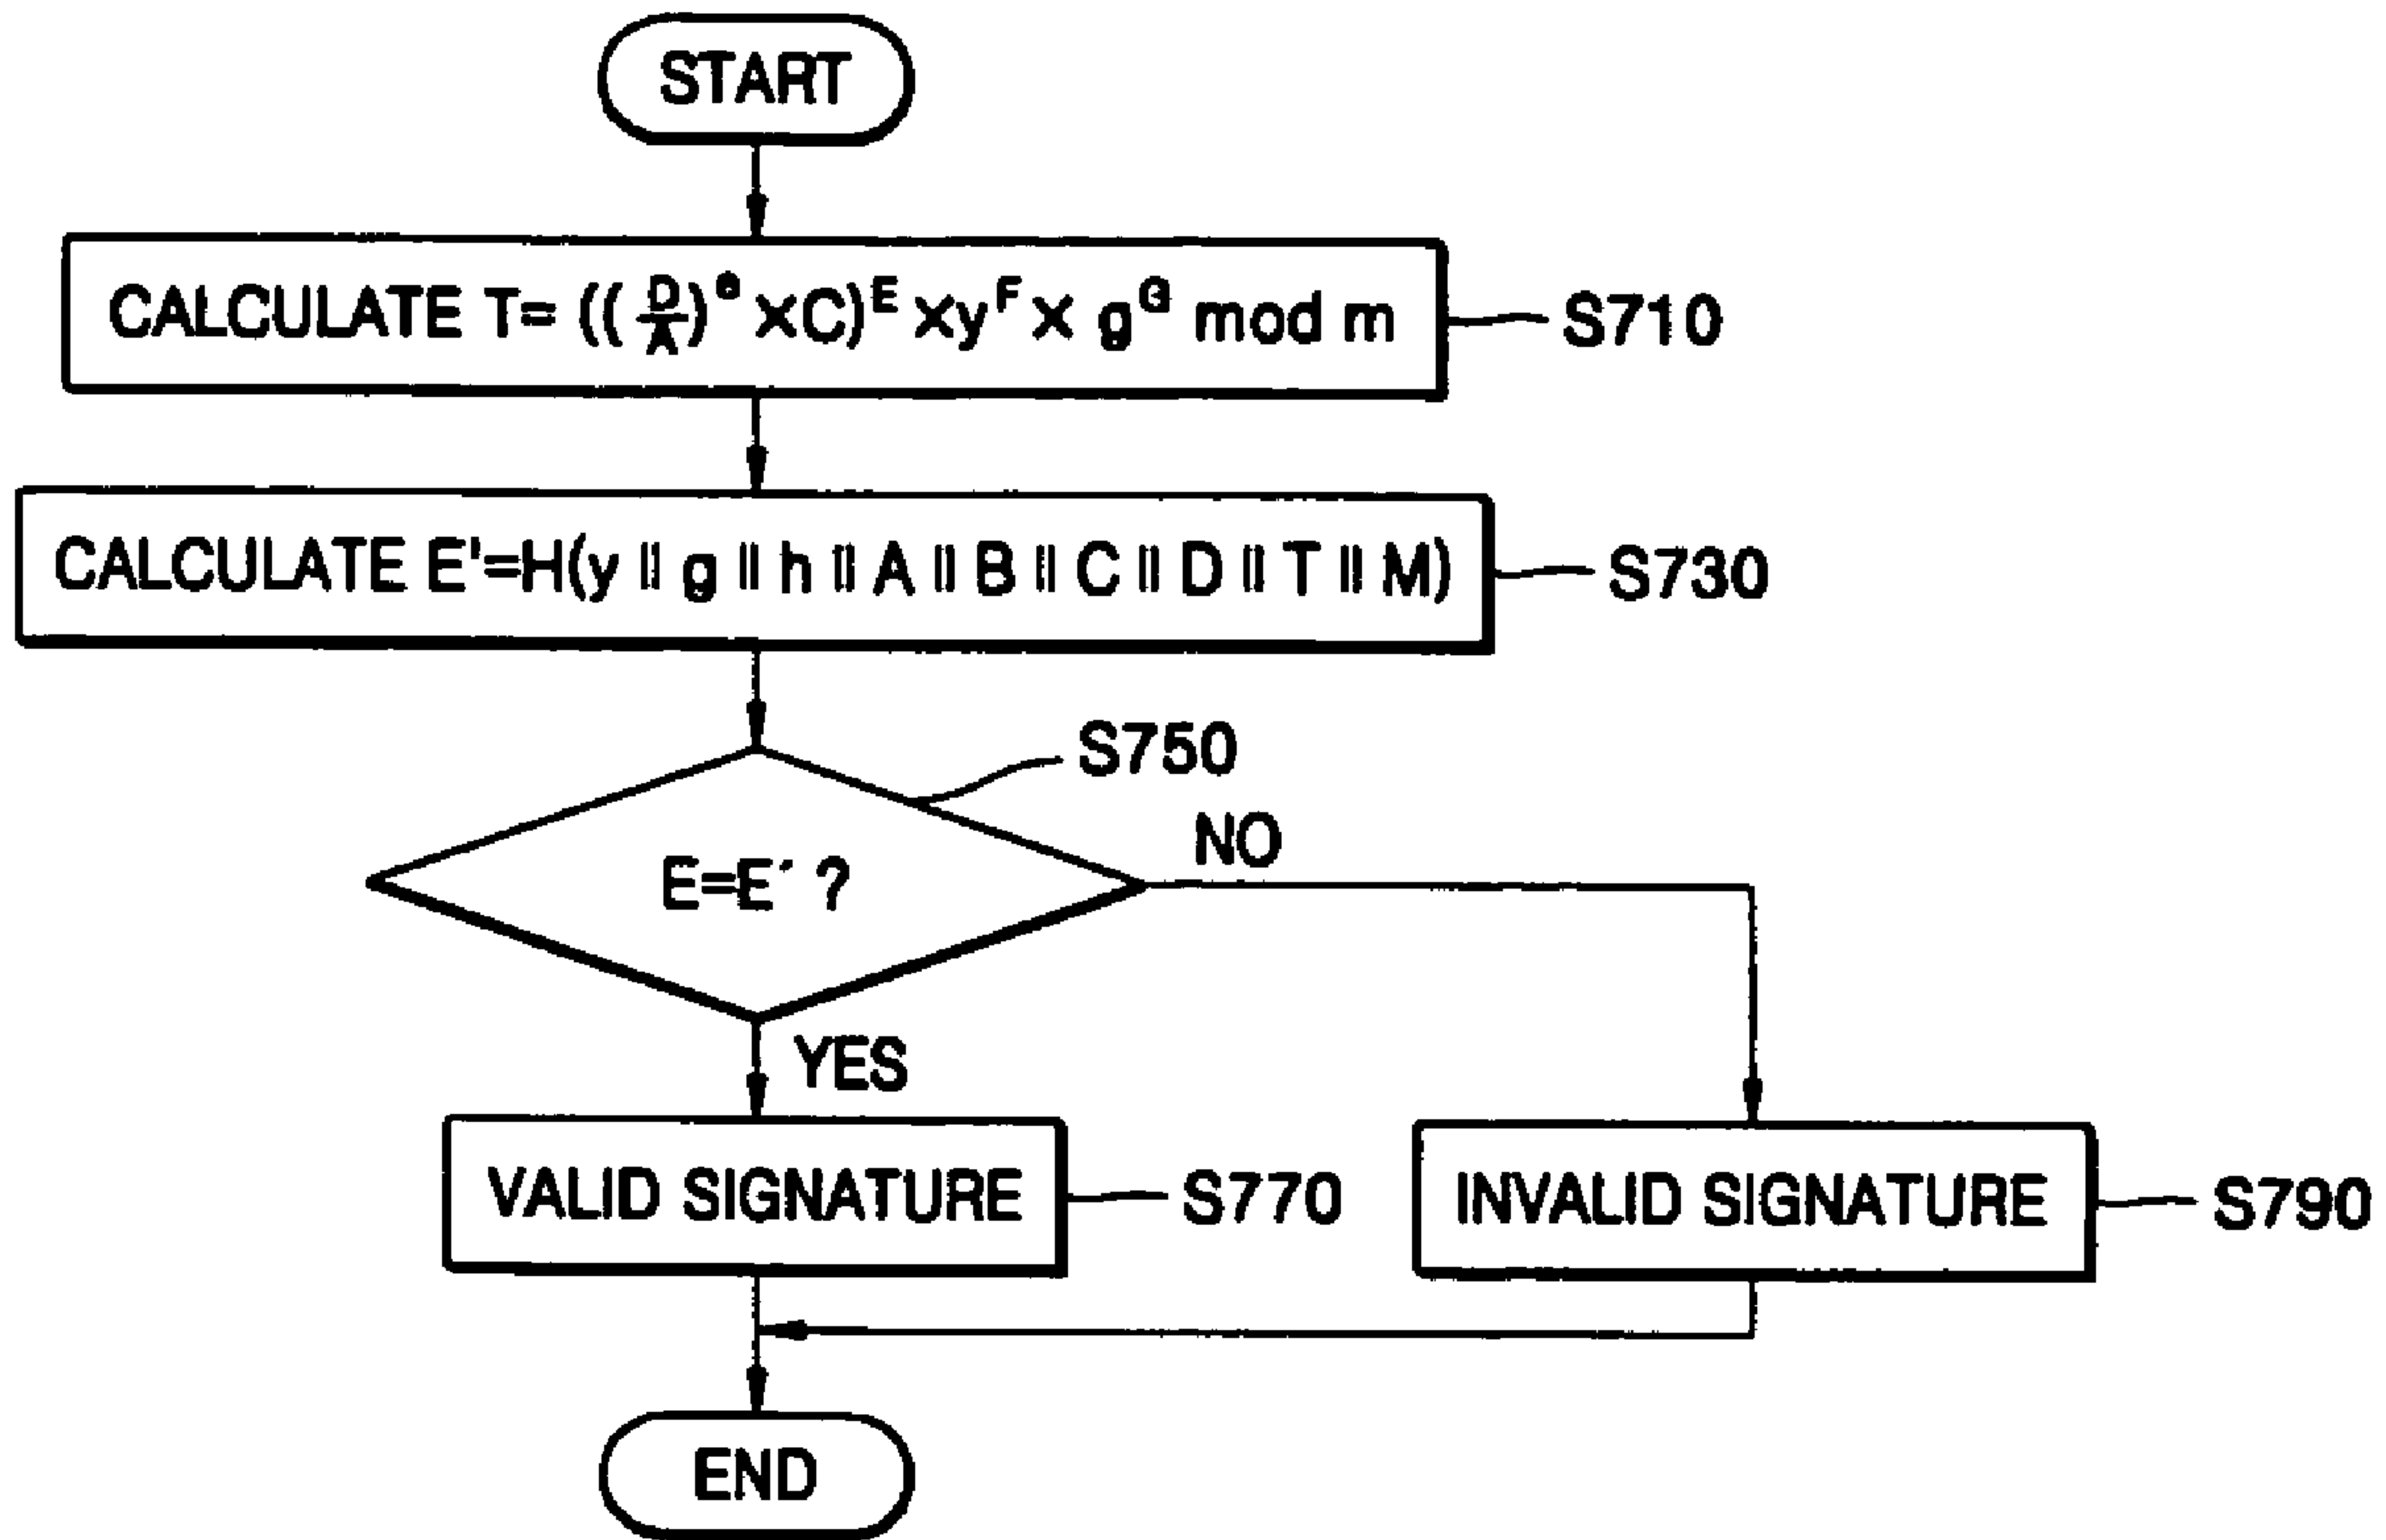 START
CALCULATE T= ((D/A)^e ×C)^E ×y^F × g^G mod m
S710
CALCULATE E'=H(y || g || h || A || B || C || D || T || M)
S730
S750
E=E' ?
NO
YES
VALID SIGNATURE
S770
INVALID SIGNATURE
S790
END